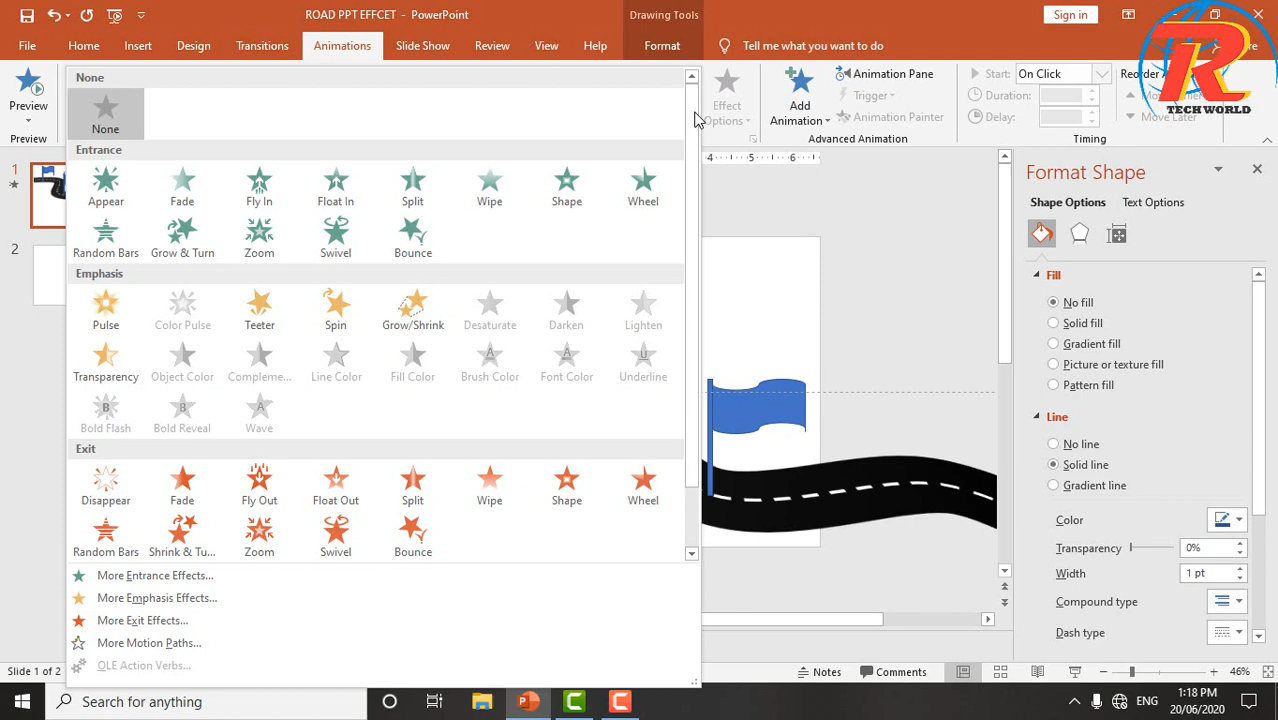 ROAD PPT EFFCET - PowerPoint
Drawing Tools
Sign in
File
Home
Insert
Design
Transitions
Animations
Slide Show
Review
View
Help
Format
Tell me what you want to do
R
TECH WORLD
Preview
Preview
Effect
Options
Add
Animation
Animation Pane
Trigger
Animation Painter
Advanced Animation
Start: On Click
Duration:
Delay:
Timing
None
None
Entrance
Appear
Fade
Fly In
Float In
Split
Wipe
Shape
Wheel
Random Bars
Grow & Turn
Zoom
Swivel
Bounce
Emphasis
Pulse
Color Pulse
Teeter
Spin
Grow/Shrink
Desaturate
Darken
Lighten
Transparency
Object Color
Compleme...
Line Color
Fill Color
Brush Color
Font Color
Underline
Bold Flash
Bold Reveal
Wave
Exit
Disappear
Fade
Fly Out
Float Out
Split
Wipe
Shape
Wheel
Random Bars
Shrink & Tu...
Zoom
Swivel
Bounce
More Entrance Effects...
More Emphasis Effects...
More Exit Effects...
More Motion Paths...
OLE Action Verbs...
1
2
4 5 6
Format Shape
Shape Options
Text Options
Fill
No fill
Solid fill
Gradient fill
Picture or texture fill
Pattern fill
Line
No line
Solid line
Gradient line
Color
Transparency
0%
Width
1 pt
Compound type
Dash type
Slide 1 of 2
Notes
Comments
46%
Search for anything
ENG
1:18 PM
20/06/2020